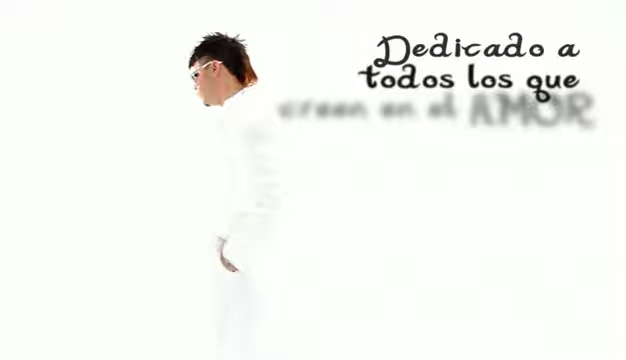 Dedicado a
todos los que
creen en el AMOR